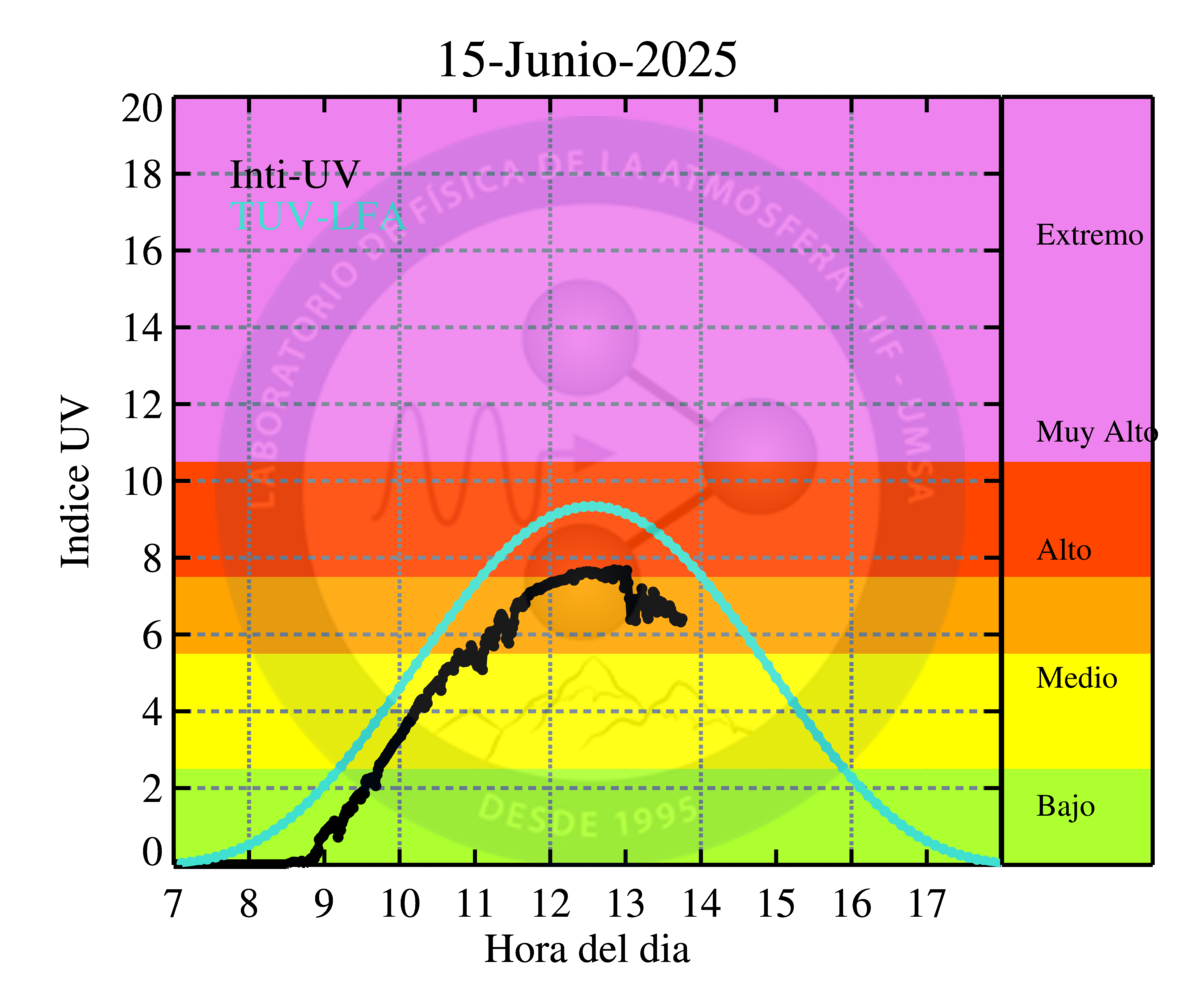 15-Junio-2025
20
18
16
14
12
10
8
6
4
2
0
Indice UV
Inti-UV
TUV-LFA
LABORATORIO DE FÍSICA DE LA ATMÓSFERA - IIF - UMSA
DESDE 1995
Extremo
Muy Alto
Alto
Medio
Bajo
7 8 9 10 11 12 13 14 15 16 17
Hora del dia